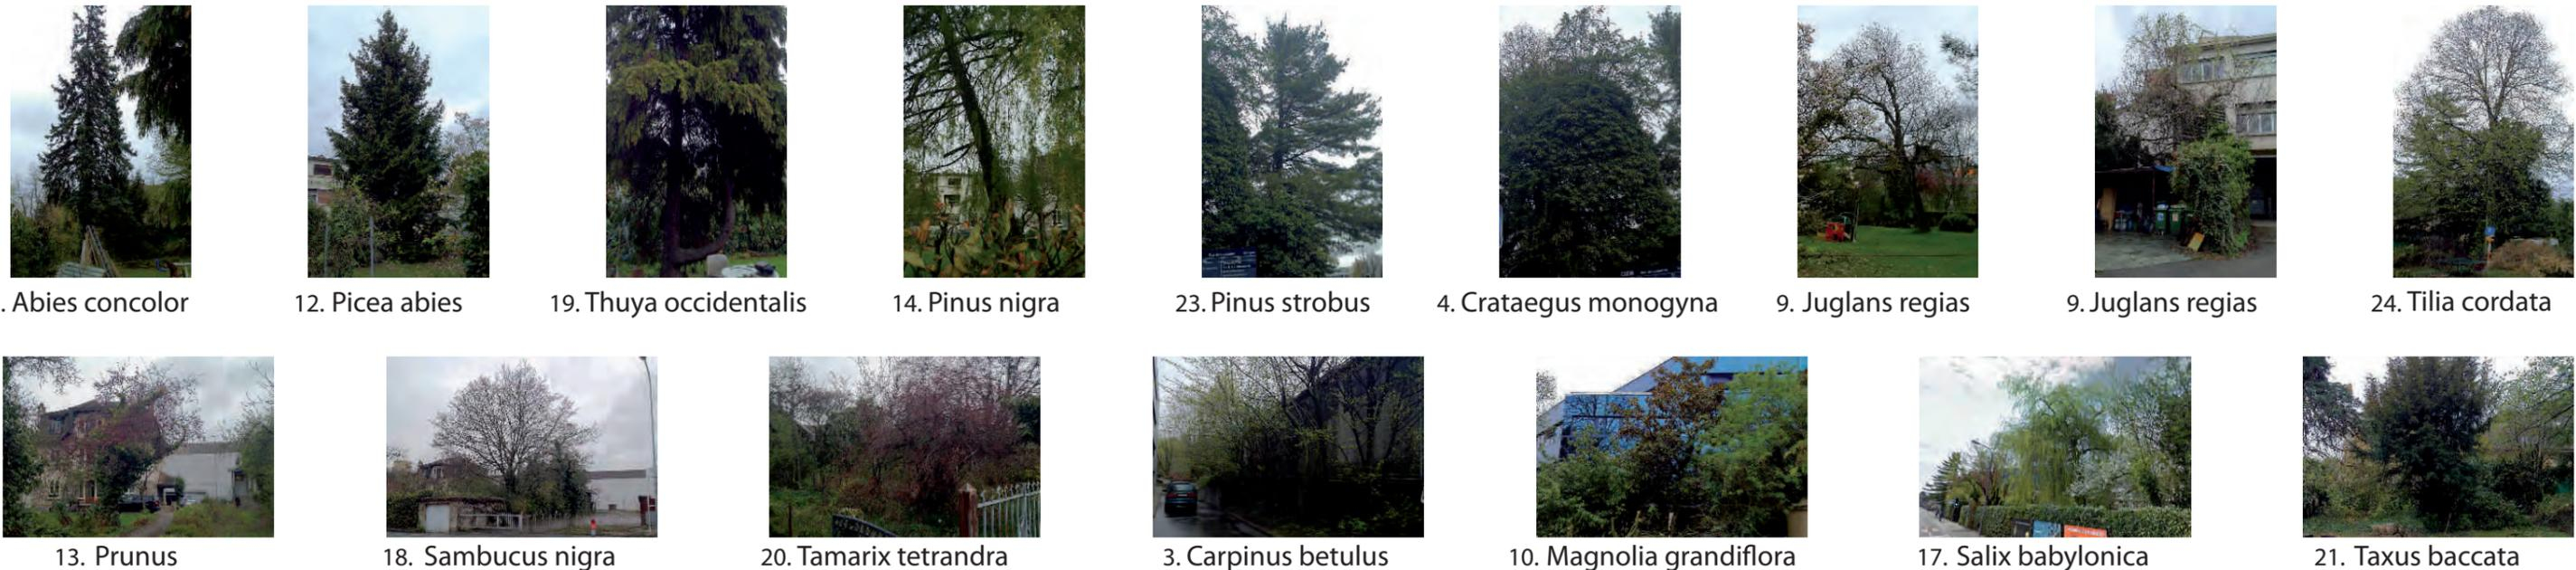 . Abies concolor
12. Picea abies
19. Thuya occidentalis
14. Pinus nigra
23. Pinus strobus
4. Crataegus monogyna
9. Juglans regias
9. Juglans regias
24. Tilia cordata
13. Prunus
18. Sambucus nigra
20. Tamarix tetrandra
3. Carpinus betulus
10. Magnolia grandiflora
17. Salix babylonica
21. Taxus baccata